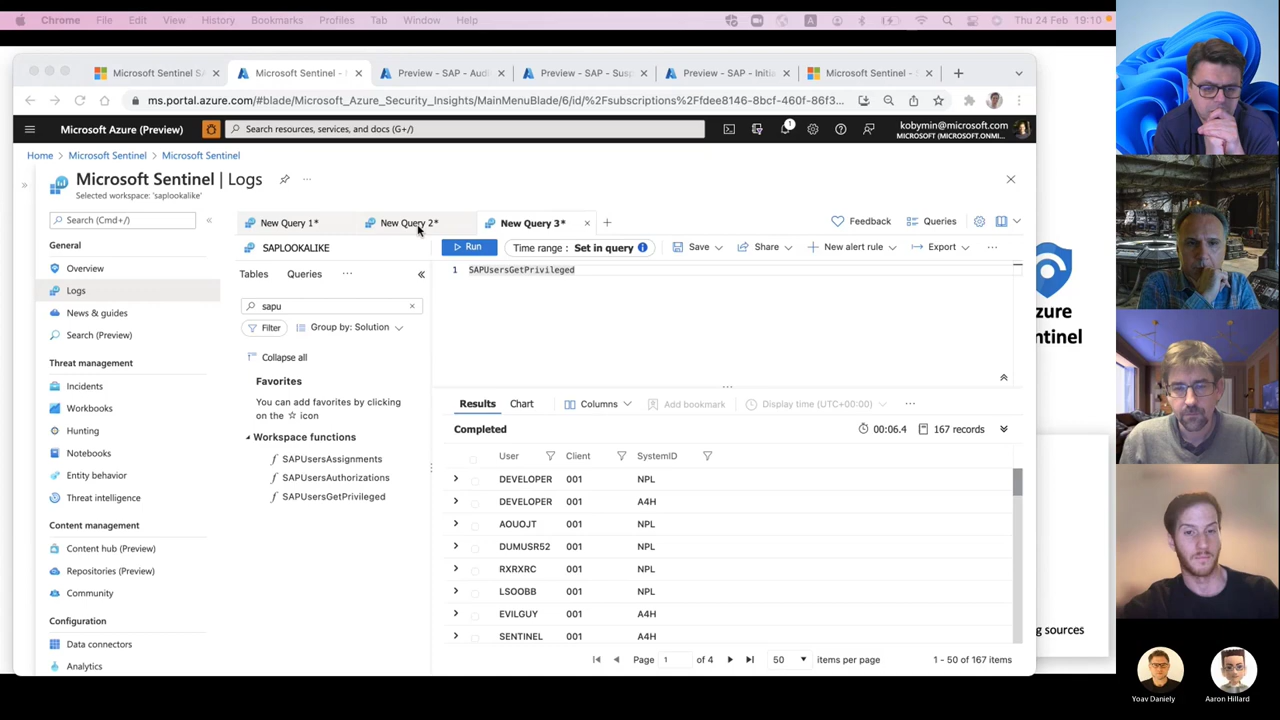 Chrome File Edit View History Bookmarks Profiles Tab Window Help A Thu 24 Feb 19:10
Microsoft Sentinel SA Microsoft Sentinel - Preview - SAP - Audi Preview - SAP - Sus Preview - SAP - Initia Microsoft Sentinel - S
ms.portal.azure.com/#blade/Microsoft_Azure_Security_Insights/MainMenuBlade/6/id/%2Fsubscriptions%2Ffdee8146-8bcf-460f-86f3...
Microsoft Azure (Preview) Search resources, services, and docs (G+/) 1 kobymin@microsoft.com
MICROSOFT (MICROSOFT.ONMI...
Home > Microsoft Sentinel > Microsoft Sentinel
Microsoft Sentinel | Logs ...
Selected workspace: 'saplookalike'
Search (Cmd+/)
General
Overview
Logs
News & guides
Search (Preview)
Threat management
Incidents
Workbooks
Hunting
Notebooks
Entity behavior
Threat intelligence
Content management
Content hub (Preview)
Repositories (Preview)
Community
Configuration
Data connectors
Analytics
New Query 1* New Query 2* New Query 3* Feedback Queries
SAPLOOKALIKE
Run Time range : Set in query Save Share New alert rule Export ...
Tables Queries ...
sapu
Filter Group by: Solution
Collapse all
Favorites
You can add favorites by clicking
on the ☆ icon
Workspace functions
SAPUsersAssignments
SAPUsersAuthorizations
SAPUsersGetPrivileged
1 SAPUsersGetPrivileged
Results Chart Columns Add bookmark Display time (UTC+00:00) ...
Completed 00:06.4 167 records
User Client SystemID
DEVELOPER 001 NPL
DEVELOPER 001 A4H
AOUOJT 001 NPL
DUMUSR52 001 NPL
RXRXRC 001 NPL
LSOOBB 001 NPL
EVILGUY 001 A4H
SENTINEL 001 A4H
Page 1 of 4 50 items per page 1 - 50 of 167 items
zure
ntinel
g sources
Yoav Daniely
Aaron Hillard